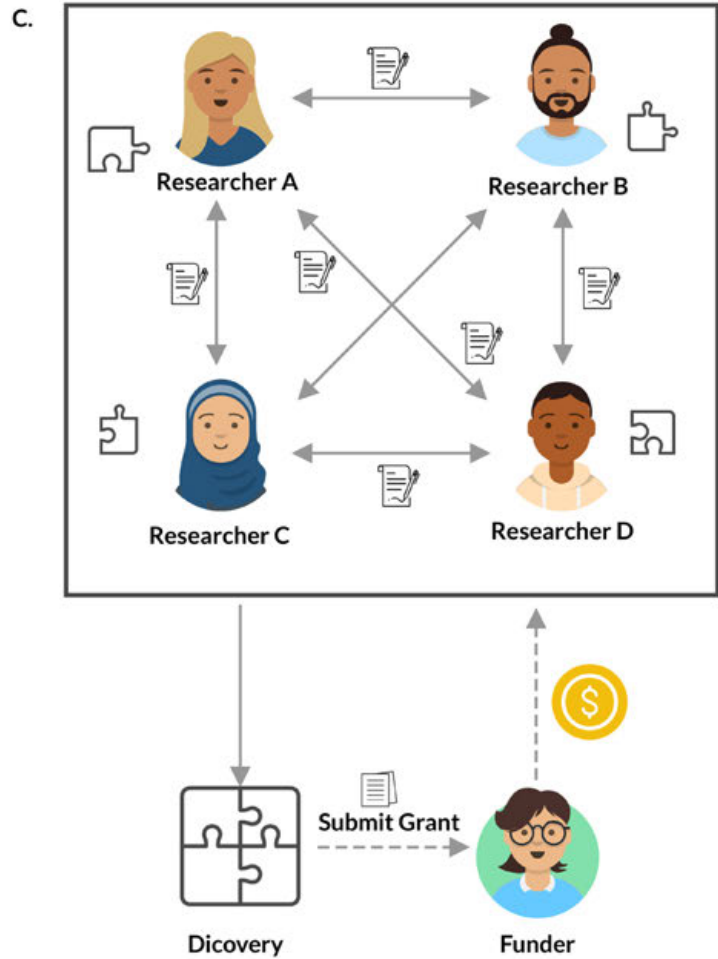 C.
Researcher A
Researcher B
Researcher C
Researcher D
$
Submit Grant
Dicovery
Funder